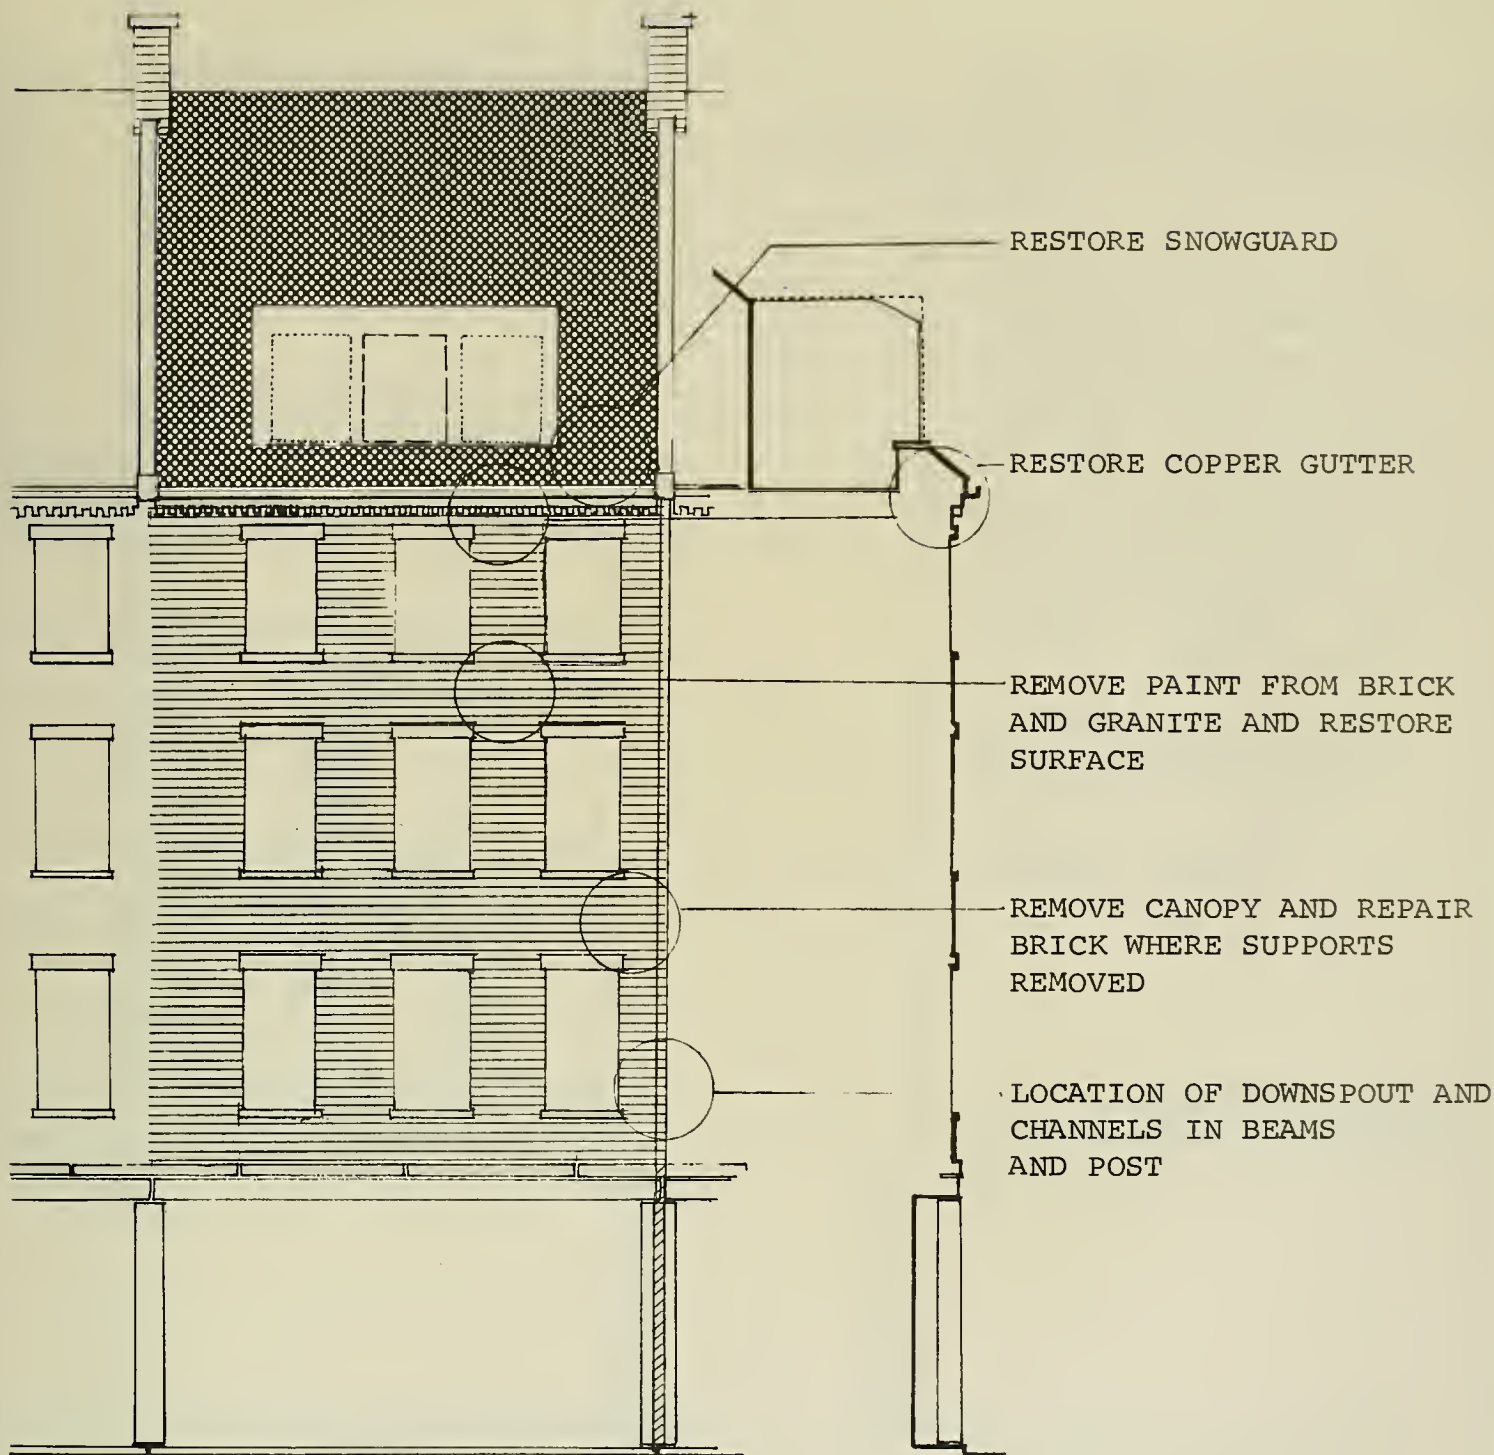 RESTORE SNOWGUARD
RESTORE COPPER GUTTER
REMOVE PAINT FROM BRICK
AND GRANITE AND RESTORE
SURFACE
REMOVE CANOPY AND REPAIR
BRICK WHERE SUPPORTS
REMOVED
LOCATION OF DOWNSPOUT AND
CHANNELS IN BEAMS
AND POST